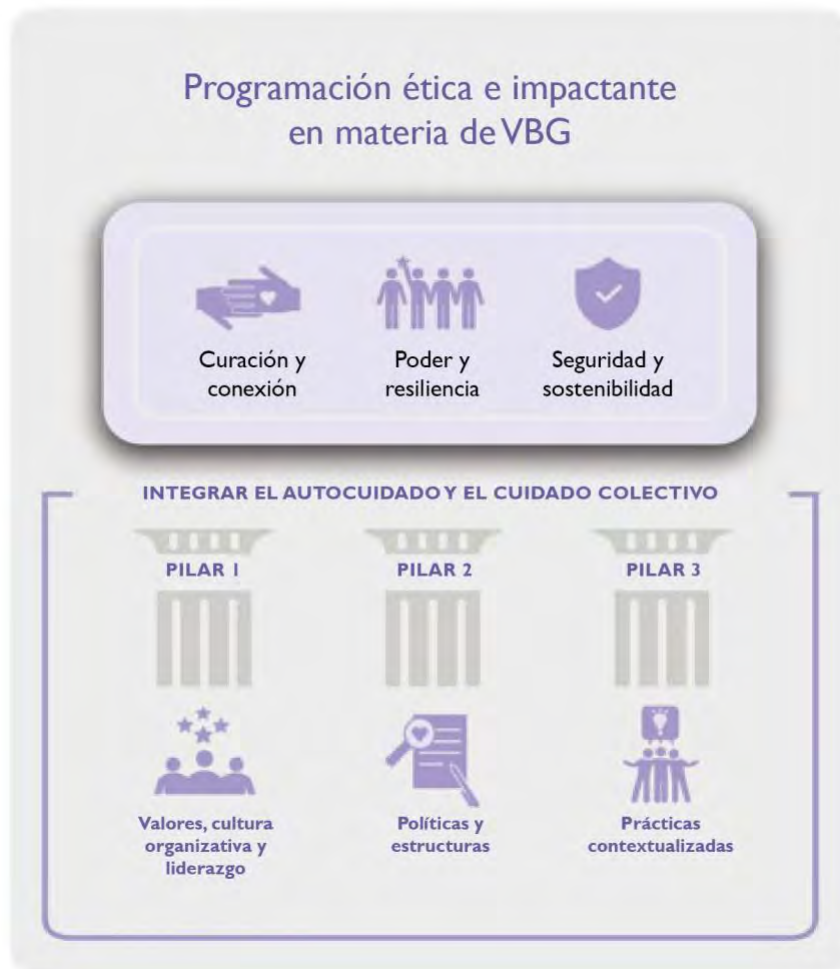 Programación ética e impactante
en materia de VBG
Curación y
conexión
Poder y
resiliencia
Seguridad y
sostenibilidad
INTEGRAR EL AUTOCUIDADO Y EL CUIDADO COLECTIVO
PILAR 1
PILAR 2
PILAR 3
Valores, cultura
organizativa y
liderazgo
Políticas y
estructuras
Prácticas
contextualizadas